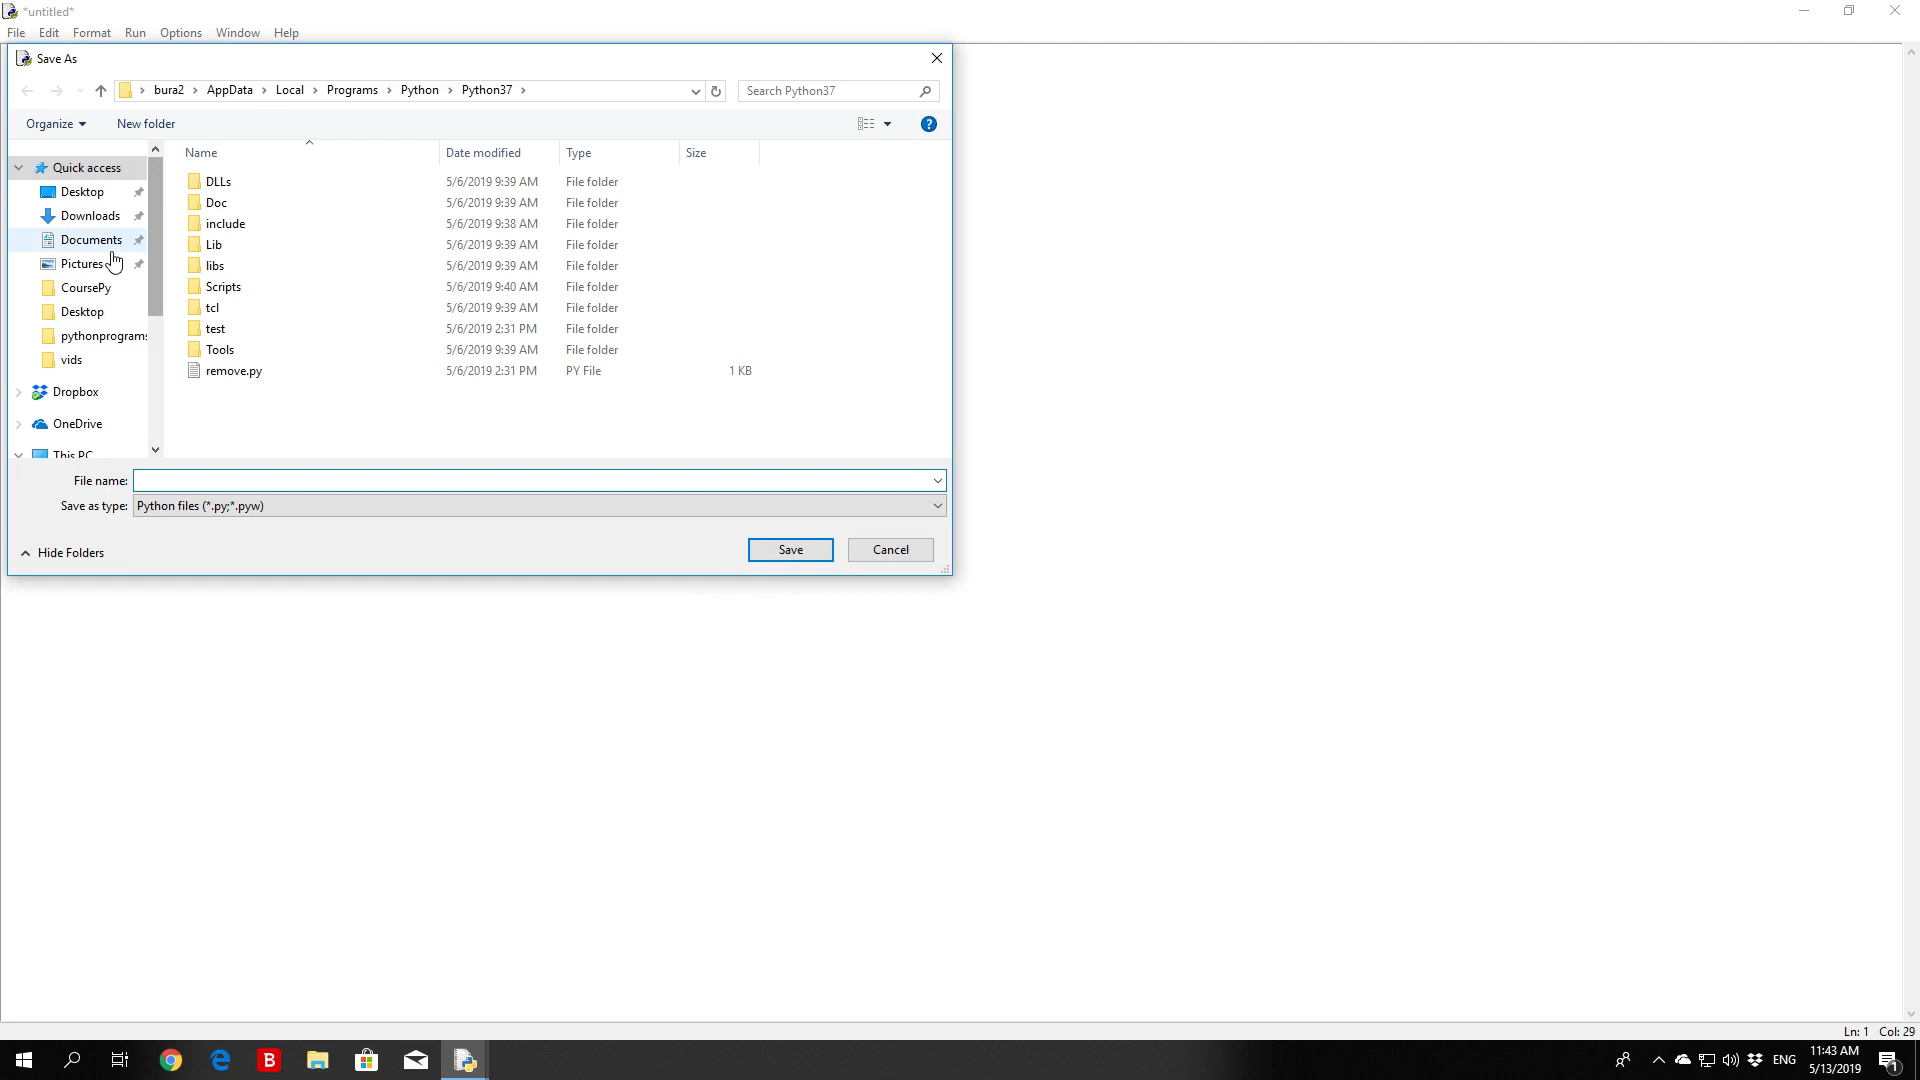 *untitled*
File Edit Format Run Options Window Help
Save As
bura2 AppData Local Programs Python Python37
Search Python37
Organize New folder
?
Name Date modified Type Size
Quick access
Desktop
Downloads
Documents
Pictures
CoursePy
Desktop
pythonprograms
vids
Dropbox
OneDrive
This PC
DLLs 5/6/2019 9:39 AM File folder
Doc 5/6/2019 9:39 AM File folder
include 5/6/2019 9:38 AM File folder
Lib 5/6/2019 9:39 AM File folder
libs 5/6/2019 9:39 AM File folder
Scripts 5/6/2019 9:40 AM File folder
tcl 5/6/2019 9:39 AM File folder
test 5/6/2019 2:31 PM File folder
Tools 5/6/2019 9:39 AM File folder
remove.py 5/6/2019 2:31 PM PY File 1 KB
File name:
Save as type: Python files (*.py;*.pyw)
Hide Folders
Save Cancel
Ln: 1 Col: 29
B
ENG
11:43 AM
5/13/2019
1